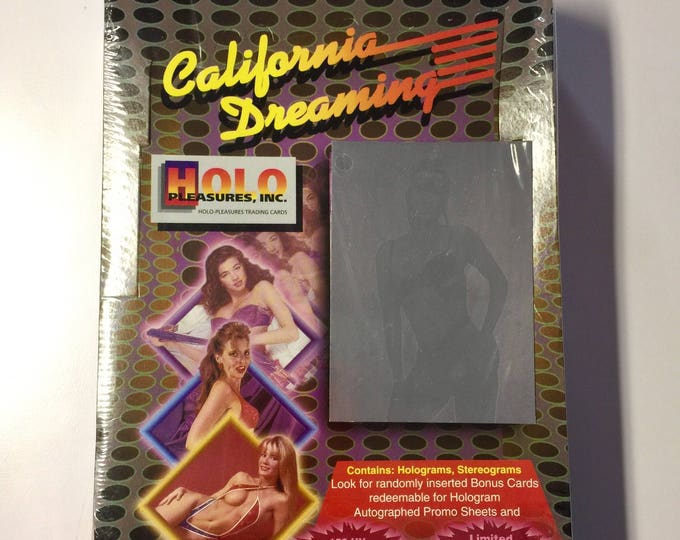 California
Dreaming
HOLO
PLEASURES, INC.
HOLO-PLEASURES TRADING CARDS
Contains: Holograms, Stereograms
Look for randomly inserted Bonus Cards
redeemable for Hologram
Autographed Promo Sheets and
Limited